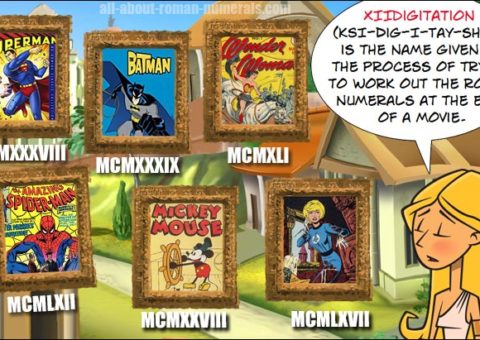 all-about-roman-numerals.com
SUPERMAN
BATMAN
Wonder
Woman
MXXXVIII
MCMXXXIX
MCMXLI
THE AMAZING
SPIDER-MAN
MICKEY
MOUSE
MCMLXII
MCMXXVIII
MCMLXVII
XIIDIGITATION
(KSI-DIG-I-TAY-SH
IS THE NAME GIVEN
THE PROCESS OF TRY
TO WORK OUT THE RO
NUMERALS AT THE E
OF A MOVIE.